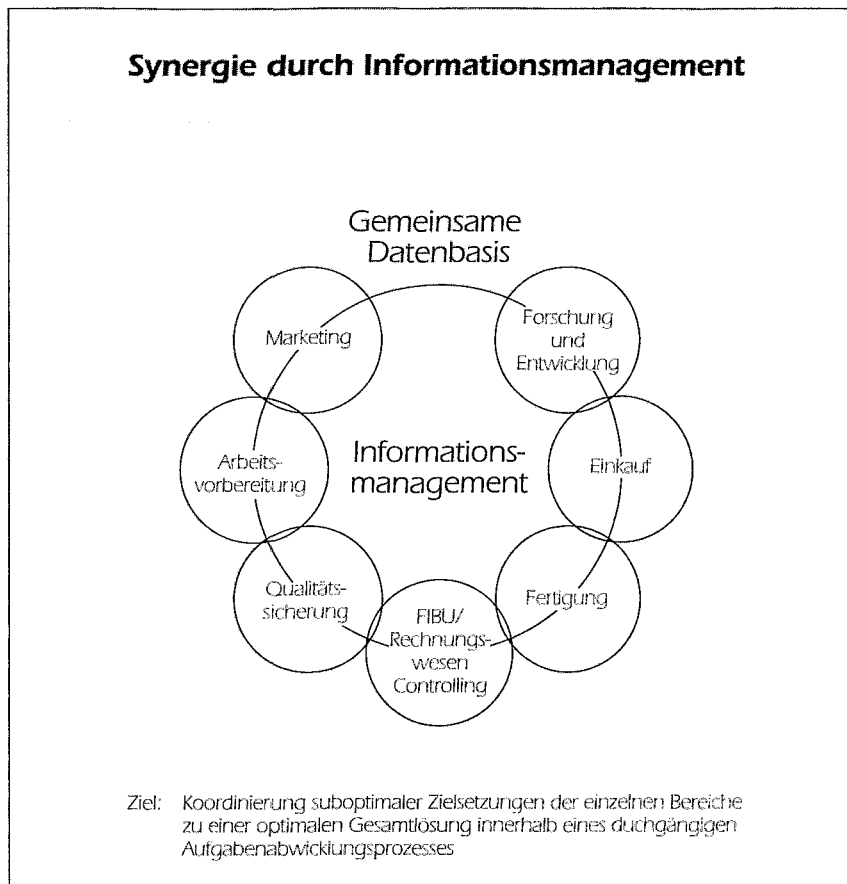 Synergie durch Informationsmanagement
Gemeinsame
Datenbasis
Marketing
Forschung
und
Entwicklung
Arbeits-
vorbereitung
Informations-
management
Einkauf
Qualitäts-
sicherung
FIBU/
Rechnungs-
wesen
Controlling
Fertigung
Ziel: Koordinierung suboptimaler Zielsetzungen der einzelnen Bereiche
zu einer optimalen Gesamtlösung innerhalb eines duchgängigen
Aufgabenabwicklungsprozesses